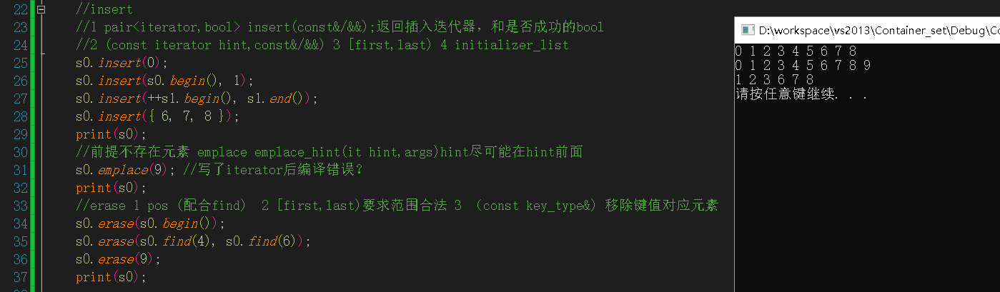 22 //insert
23 //1 pair<iterator,bool> insert(const&/&&);返回插入迭代器，和是否成功的bool
24 //2 (const iterator hint,const&/&&) 3 [first,last) 4 initializer_list
25 s0.insert(0);
26 s0.insert(s0.begin(), 1);
27 s0.insert(++s1.begin(), s1.end());
28 s0.insert({ 6, 7, 8 });
29 print(s0);
30 //前提不存在元素 emplace emplace_hint(it hint,args)hint尽可能在hint前面
31 s0.emplace(9); //写了iterator后编译错误？
32 print(s0);
33 //erase 1 pos (配合find) 2 [first,last)要求范围合法 3 （const key_type&) 移除键值对应元素
34 s0.erase(s0.begin());
35 s0.erase(s0.find(4), s0.find(6));
36 s0.erase(9);
37 print(s0);
D:\workspace\vs2013\Container_set\Debug\Co
0 1 2 3 4 5 6 7 8
0 1 2 3 4 5 6 7 8 9
1 2 3 6 7 8
请按任意键继续. . .